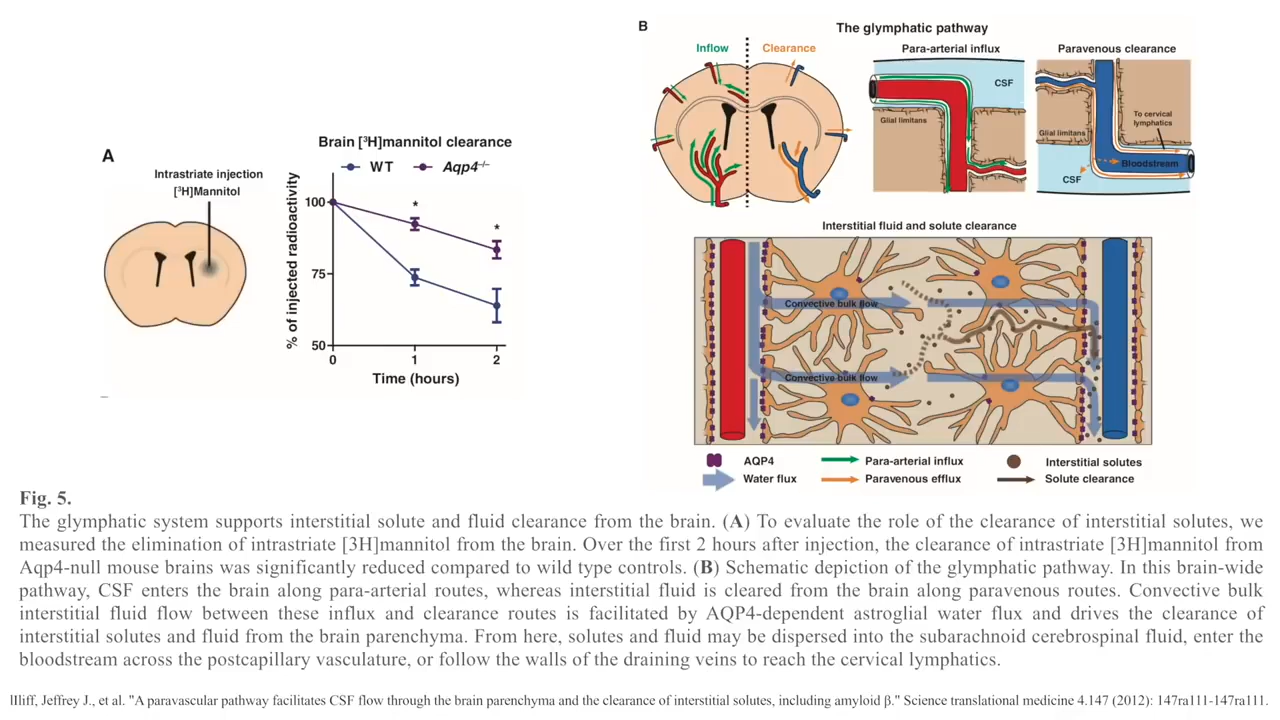 A
Intrastriate injection
[³H]Mannitol
Brain [³H]mannitol clearance
WT
Aqp4–/–
% of injected radioactivity
100
75
50
*
*
0
1
2
Time (hours)
B
The glymphatic pathway
Inflow
Clearance
Para-arterial influx
CSF
Glial limitans
Paravenous clearance
To cervical
lymphatics
Glial limitans
Bloodstream
CSF
Interstitial fluid and solute clearance
Convective bulk flow
Convective bulk flow
AQP4
Para-arterial influx
Interstitial solutes
Water flux
Paravenous efflux
Solute clearance
Fig. 5.
The glymphatic system supports interstitial solute and fluid clearance from the brain. (A) To evaluate the role of the clearance of interstitial solutes, we
measured the elimination of intrastriate [3H]mannitol from the brain. Over the first 2 hours after injection, the clearance of intrastriate [3H]mannitol from
Aqp4-null mouse brains was significantly reduced compared to wild type controls. (B) Schematic depiction of the glymphatic pathway. In this brain-wide
pathway, CSF enters the brain along para-arterial routes, whereas interstitial fluid is cleared from the brain along paravenous routes. Convective bulk
interstitial fluid flow between these influx and clearance routes is facilitated by AQP4-dependent astroglial water flux and drives the clearance of
interstitial solutes and fluid from the brain parenchyma. From here, solutes and fluid may be dispersed into the subarachnoid cerebrospinal fluid, enter the
bloodstream across the postcapillary vasculature, or follow the walls of the draining veins to reach the cervical lymphatics.
IIliff, Jeffrey J., et al. "A paravascular pathway facilitates CSF flow through the brain parenchyma and the clearance of interstitial solutes, including amyloid β." Science translational medicine 4.147 (2012): 147ra111-147ra111.